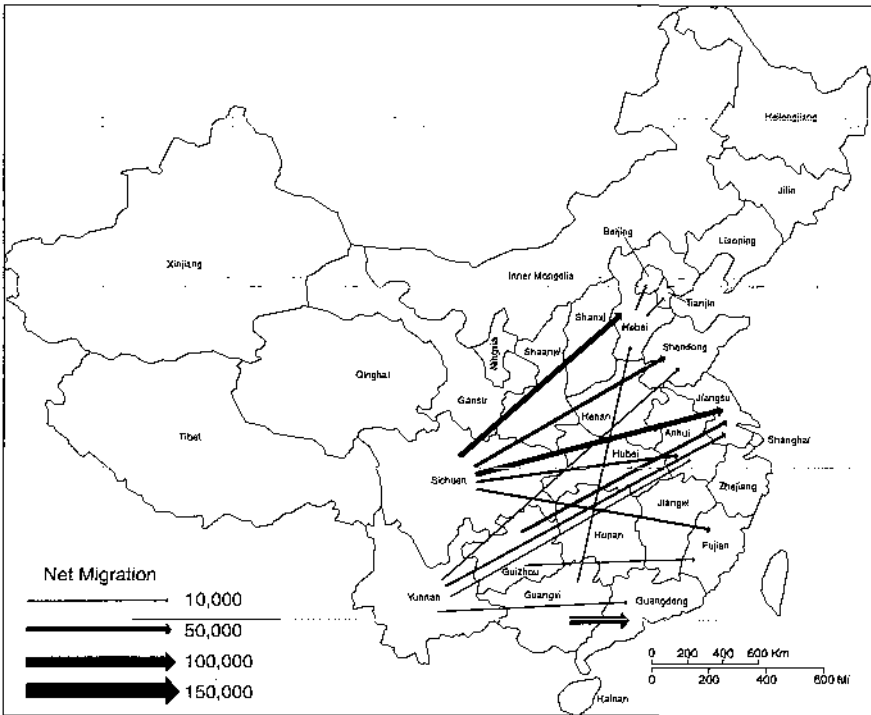 Heilongjiang
Jilin
Liaoning
Beijing
Xinjiang
Inner Mongolia
Tianjin
Shanxi
Hebei
Ningxia
Shaanxi
Shandong
Qinghai
Gansu
Jiangsu
Henan
Tibet
Anhui
Shanghai
Hubei
Sichuan
Zhejiang
Jiangxi
Hunan
Fujian
Net Migration
Guizhou
Yunnan
Guangxi
Guangdong
10,000
50,000
100,000
150,000
0 200 400 600 Km
0 200 400 600 Mi
Hainan